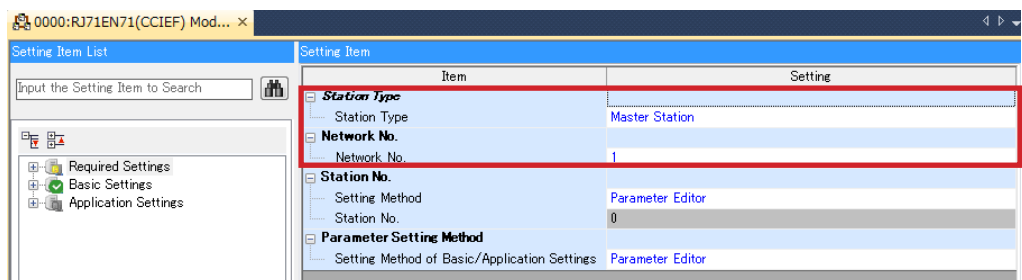 0000:RJ71EN71(CCIEF) Mod...
Setting Item List
Input the Setting Item to Search
Required Settings
Basic Settings
Application Settings
Setting Item
Item Setting
Station Type
Station Type Master Station
Network No.
Network No. 1
Station No.
Setting Method Parameter Editor
Station No. 0
Parameter Setting Method
Setting Method of Basic/Application Settings Parameter Editor